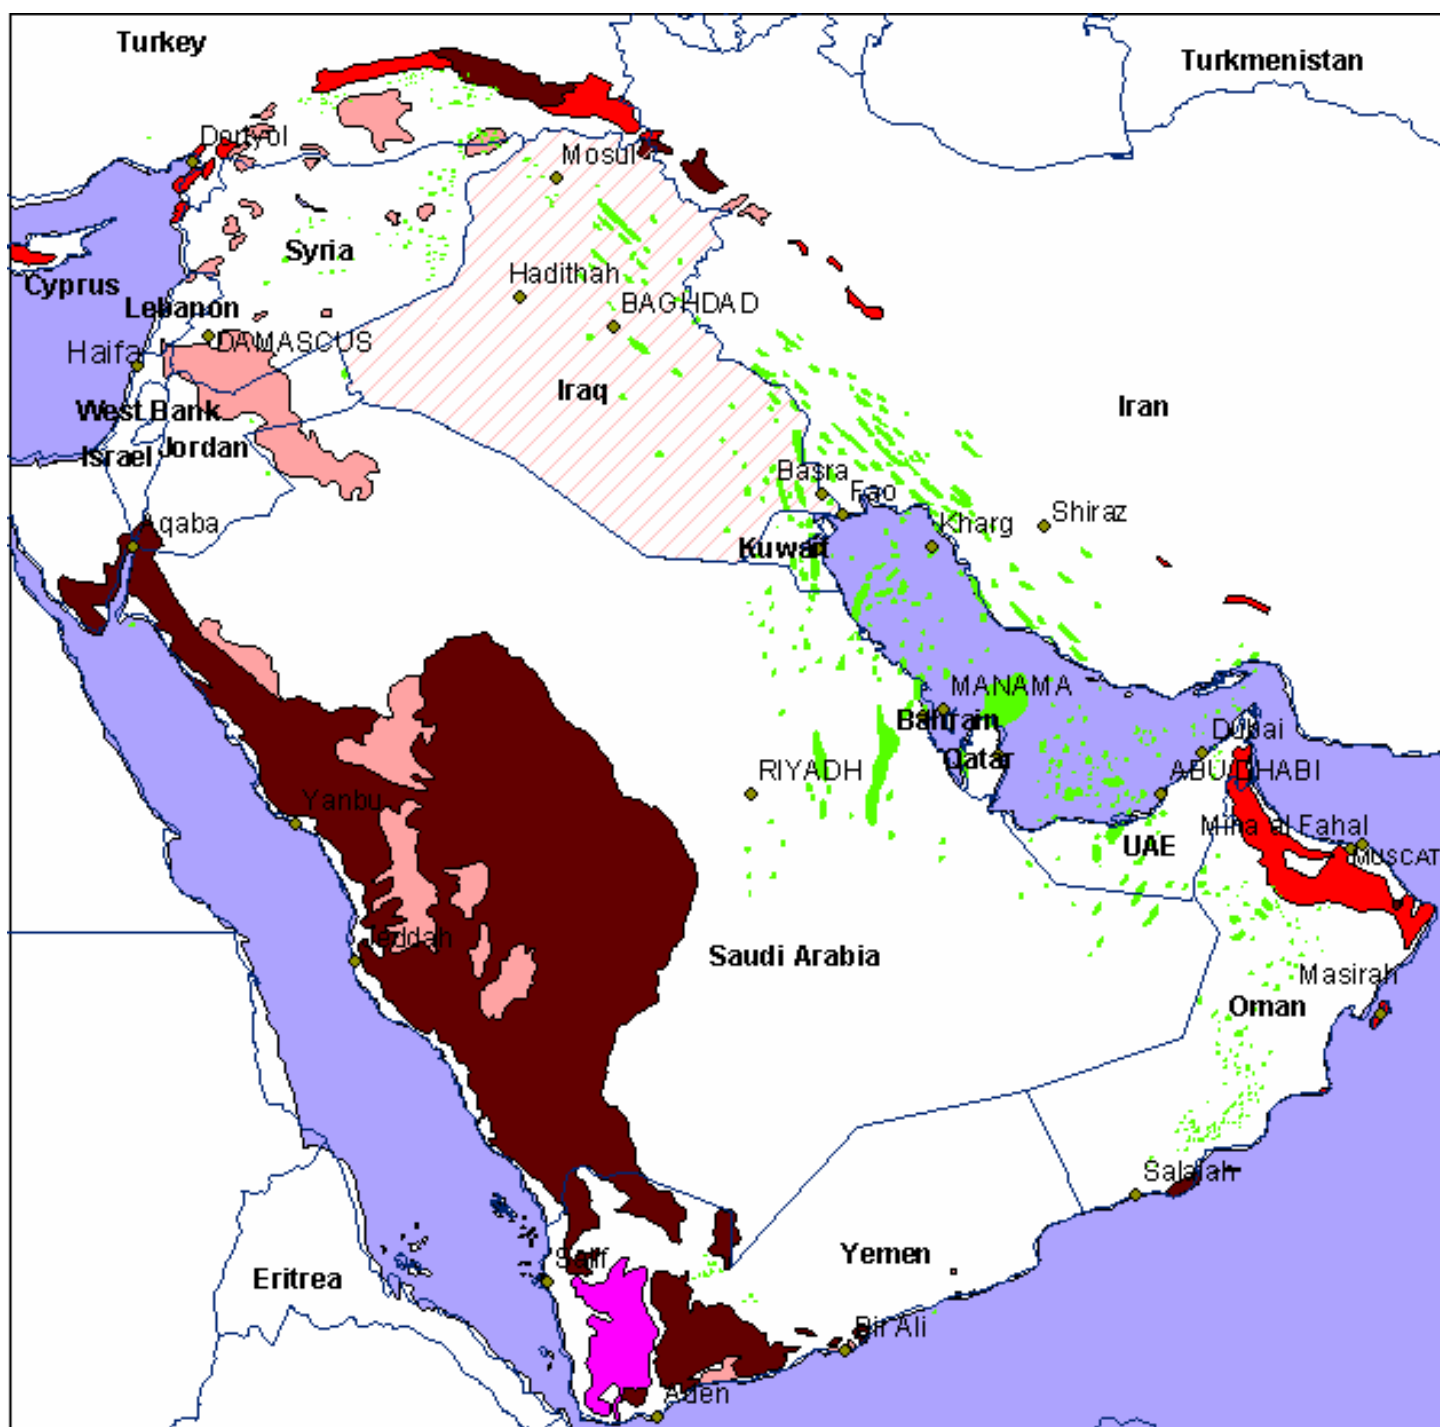 Turkey
Turkmenistan
Dortyol
Mosul
Syria
Hadithah
Cyprus
Lebanon
BAGHDAD
DAMASCUS
Haifa
Iraq
Iran
West Bank
Jordan
Israel
Basra
Fao
Shiraz
Aqaba
Kharg
Kuwait
MANAMA
Bahrain
Dubai
Qatar
RIYADH
ABU DHABI
Yanbu
Mina al Fahal
UAE
MUSCAT
Jeddah
Saudi Arabia
Masirah
Oman
Salalah
Yemen
Salif
Eritrea
Bir Ali
Aden